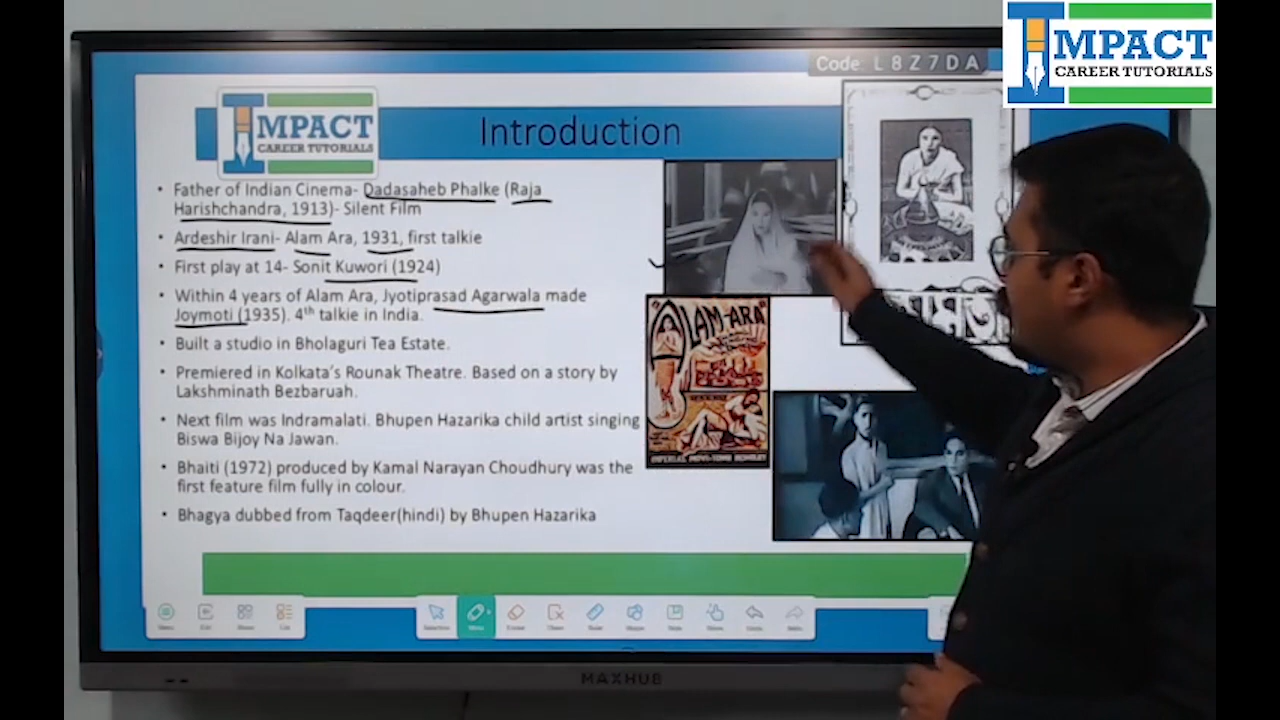 IMPACT
CAREER TUTORIALS
Code: L8Z7DA
IMPACT
CAREER TUTORIALS
Introduction
• Father of Indian Cinema- Dadasaheb Phalke (Raja
Harishchandra, 1913)- Silent Film
• Ardeshir Irani- Alam Ara, 1931, first talkie
• First play at 14- Sonit Kuwori (1924)
• Within 4 years of Alam Ara, Jyotiprasad Agarwala made
Joymoti (1935). 4th talkie in India.
• Built a studio in Bholaguri Tea Estate.
• Premiered in Kolkata's Rounak Theatre. Based on a story by
Lakshminath Bezbaruah.
• Next film was Indramalati. Bhupen Hazarika child artist singing
Biswa Bijoy Na Jawan.
• Bhaiti (1972) produced by Kamal Narayan Choudhury was the
first feature film fully in colour.
• Bhagya dubbed from Taqdeer(hindi) by Bhupen Hazarika
"ALAM-ARA"
IMPERIAL MOVI-TONE BOMBAY
MAXHUB